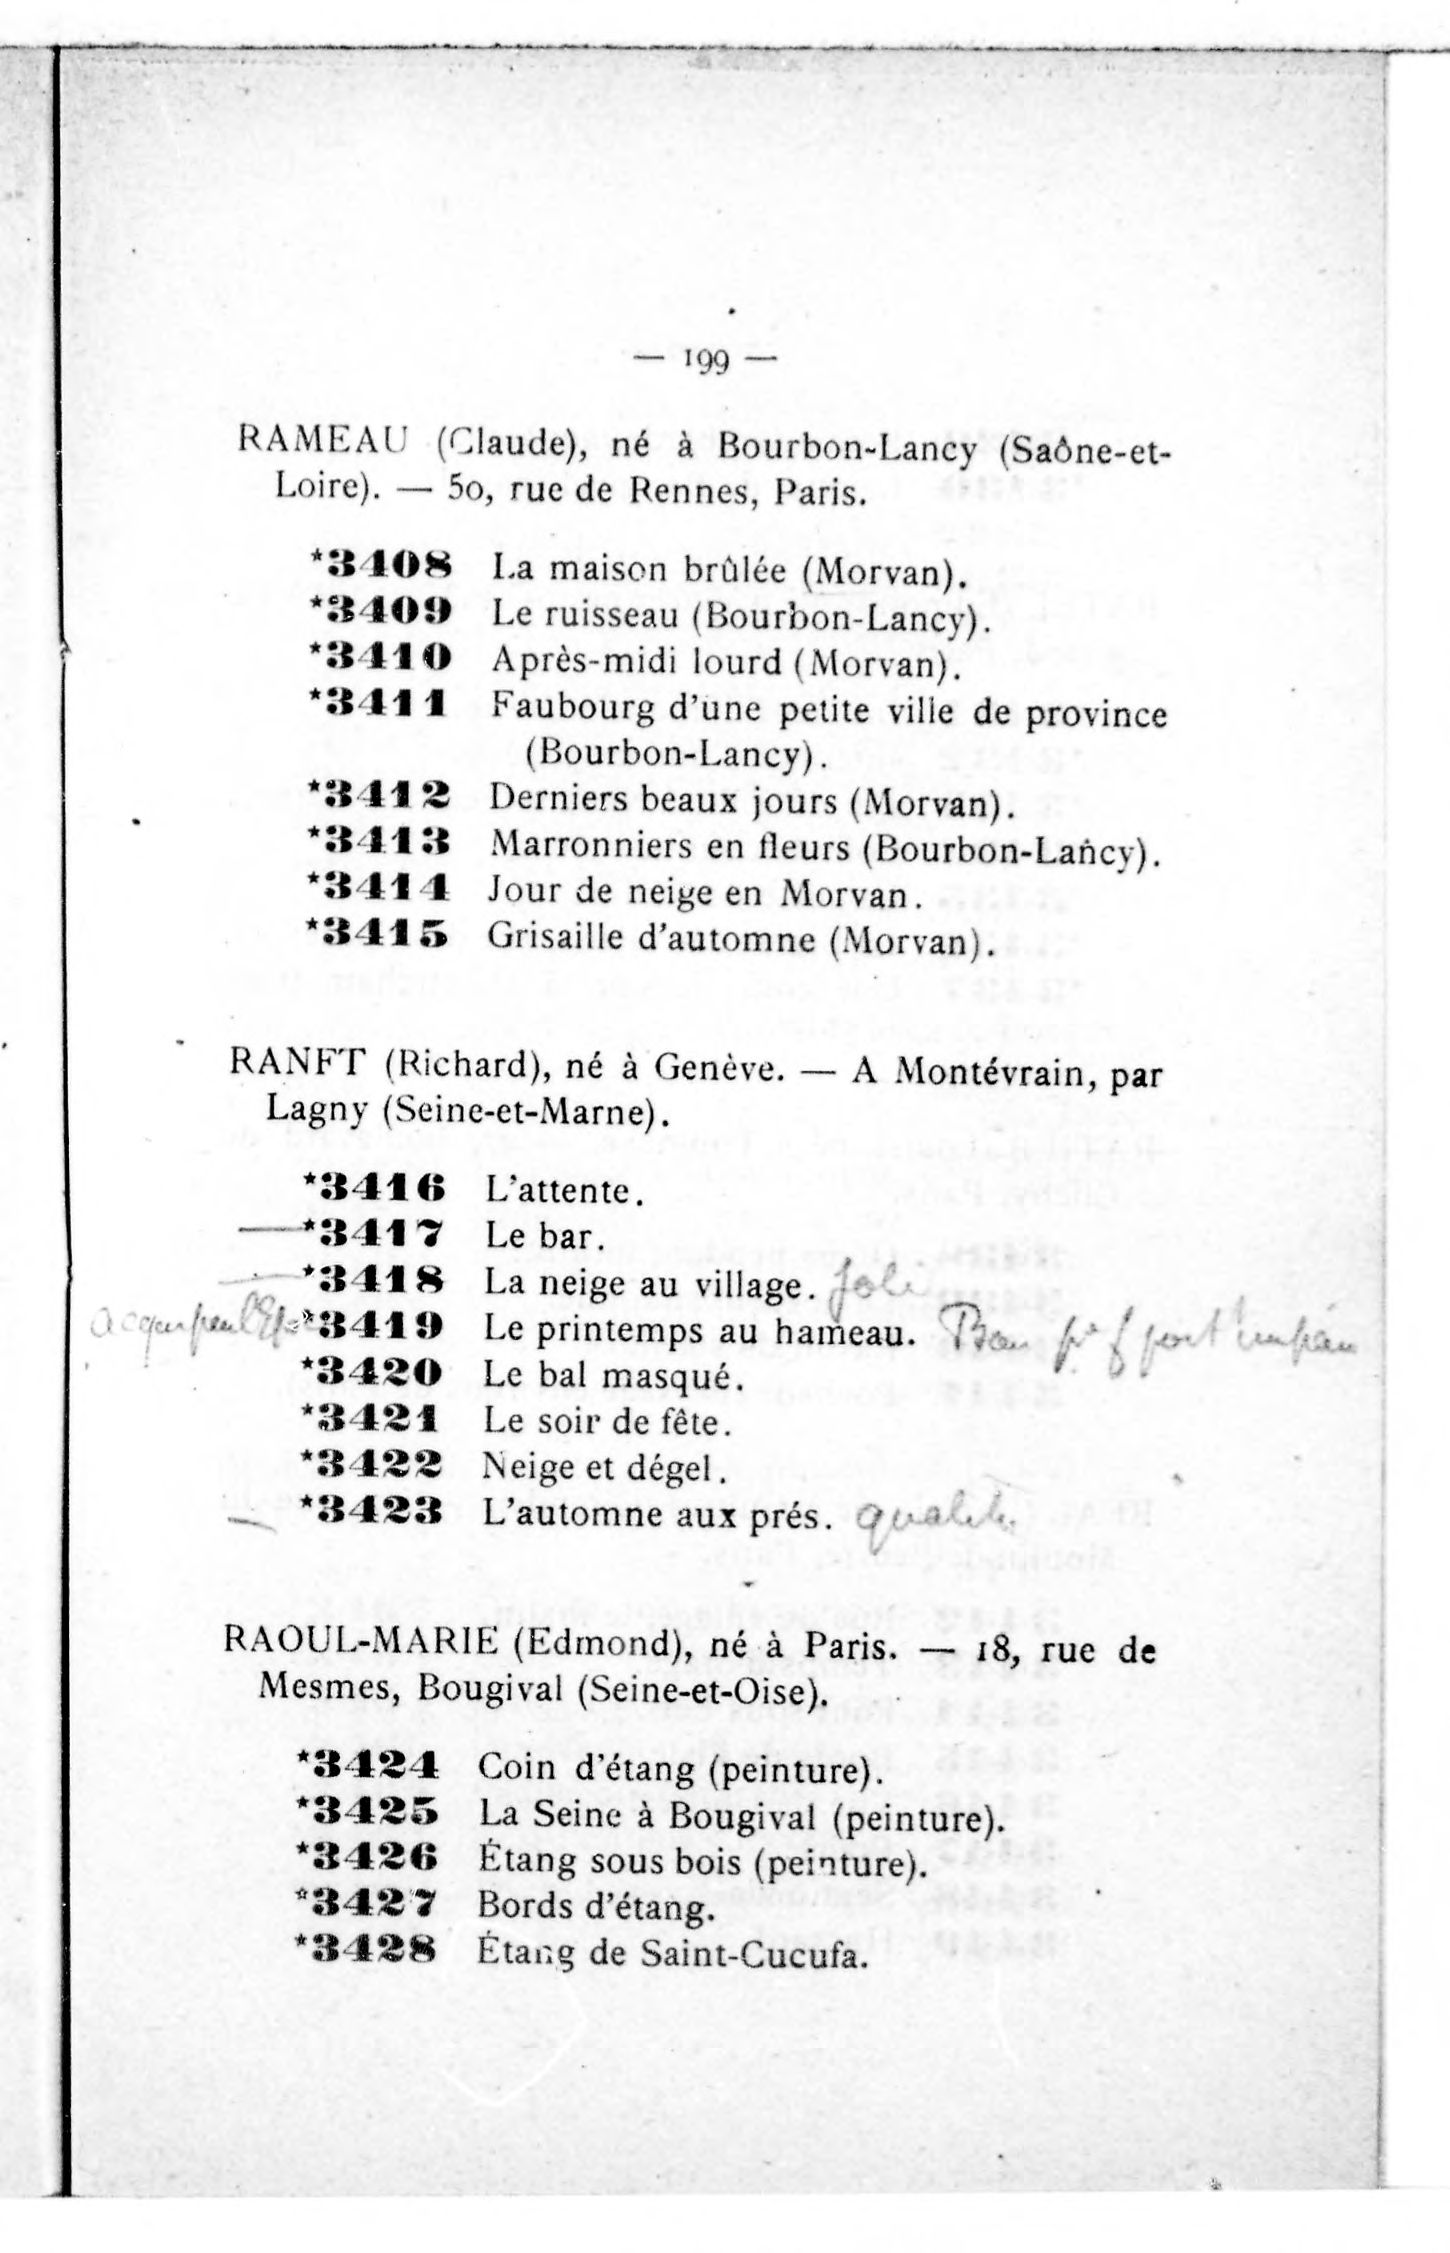 — 199 —
RAMEAU (Claude), né à Bourbon-Lancy (Saône-et-
Loire). — 50, rue de Rennes, Paris.
*3408 La maison brûlée (Morvan).
*3409 Le ruisseau (Bourbon-Lancy).
*3410 Après-midi lourd (Morvan).
*3411 Faubourg d'une petite ville de province
(Bourbon-Lancy).
*3412 Derniers beaux jours (Morvan).
*3413 Marronniers en fleurs (Bourbon-Lancy).
*3414 Jour de neige en Morvan.
*3415 Grisaille d'automne (Morvan).
RANFT (Richard), né à Genève. — A Montévrain, par
Lagny (Seine-et-Marne).
*3416 L'attente.
—*3417 Le bar.
—*3418 La neige au village. Joli
*3419 Le printemps au hameau. Bon
*3420 Le bal masqué.
*3421 Le soir de fête.
*3422 Neige et dégel.
— *3423 L'automne aux prés. qualité
RAOUL-MARIE (Edmond), né à Paris. — 18, rue de
Mesmes, Bougival (Seine-et-Oise).
*3424 Coin d'étang (peinture).
*3425 La Seine à Bougival (peinture).
*3426 Étang sous bois (peinture).
*3427 Bords d'étang.
*3428 Étang de Saint-Cucufa.